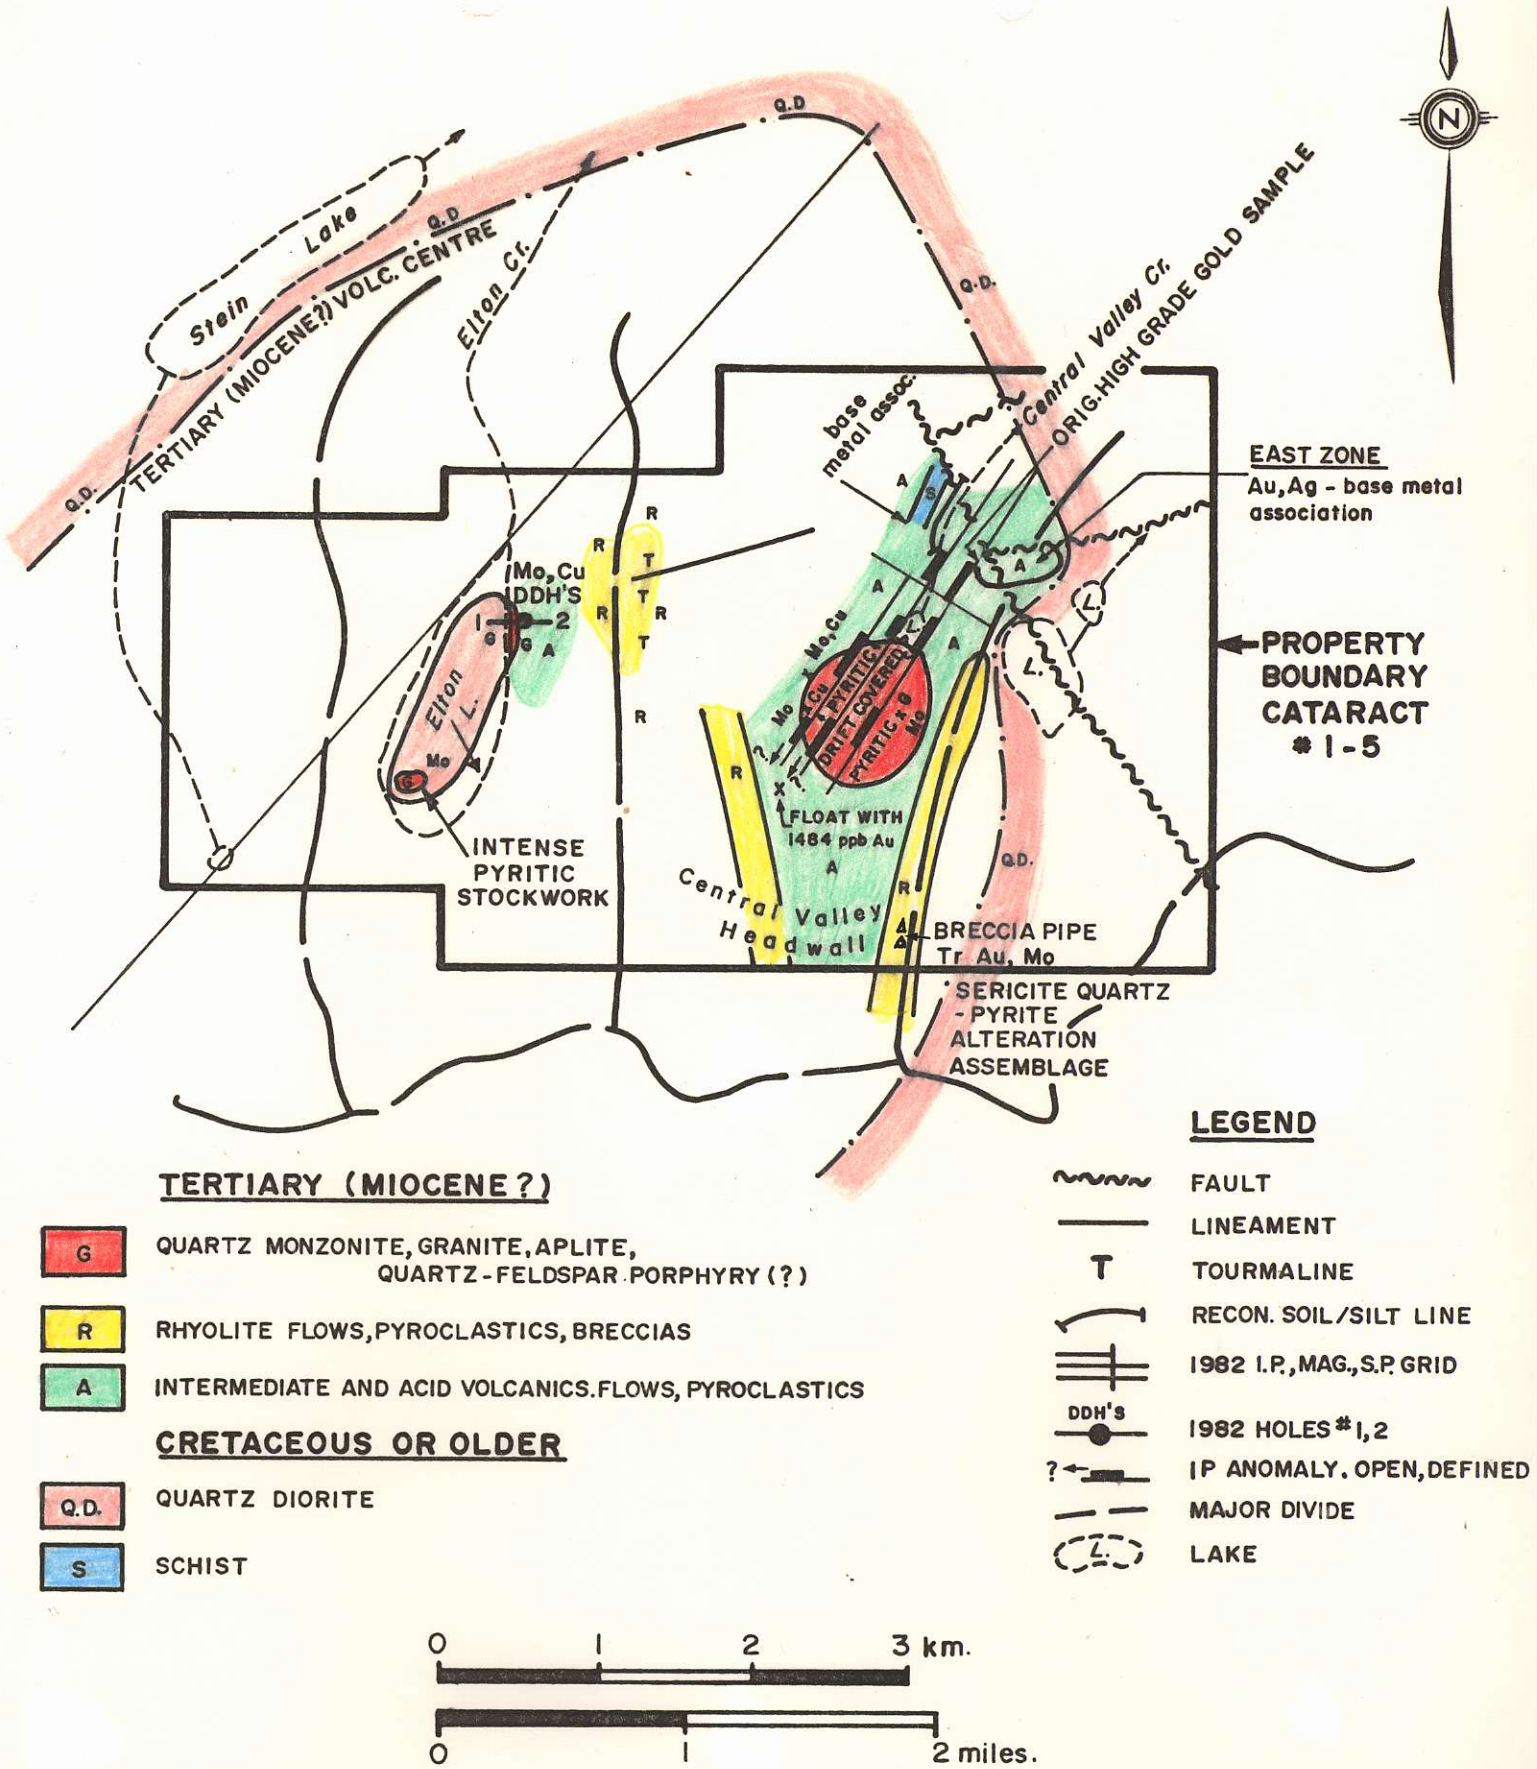 N
Q.D
Q.D
Q.D.
Q.D.
Stein Lake
TERTIARY (MIOCENE?) VOLC. CENTRE
Elton Cr.
Central Valley Cr.
ORIG. HIGH GRADE GOLD SAMPLE
base
metal assoc.
EAST ZONE
Au,Ag - base metal
association
A
S
T
A
A
A
R
R
T
T
R
R
T
R
Mo,Cu
DDH'S
1
2
G
G
A
Elton
L.
Mo
G
INTENSE
PYRITIC
STOCKWORK
x Mo,Cu
Mo
x Cu
PYRITIC
DRIFT COVERED
PYRITIC x G
Mo
L.
L.
L.
?
?
X
FLOAT WITH
1484 ppb Au
A
R
R
Central Valley
Headwall
Q.D.
PROPERTY
BOUNDARY
CATARACT
#1-5
BRECCIA PIPE
Tr Au, Mo
SERICITE QUARTZ
-PYRITE
ALTERATION
ASSEMBLAGE
TERTIARY (MIOCENE?)
G QUARTZ MONZONITE, GRANITE, APLITE,
QUARTZ-FELDSPAR PORPHYRY (?)
R RHYOLITE FLOWS, PYROCLASTICS, BRECCIAS
A INTERMEDIATE AND ACID VOLCANICS.FLOWS, PYROCLASTICS
CRETACEOUS OR OLDER
Q.D. QUARTZ DIORITE
S SCHIST
LEGEND
FAULT
LINEAMENT
T TOURMALINE
RECON. SOIL/SILT LINE
1982 I.P., MAG., S.P. GRID
DDH'S
1982 HOLES #1,2
? IP ANOMALY. OPEN, DEFINED
MAJOR DIVIDE
L. LAKE
0 1 2 3 km.
0 1 2 miles.